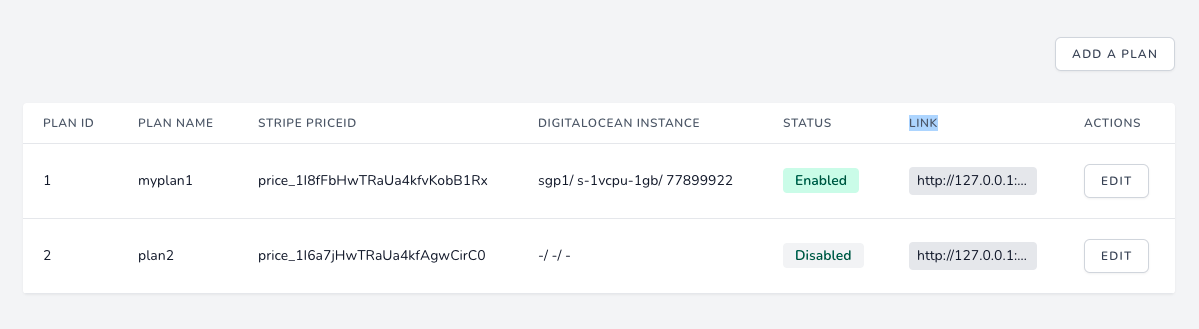 ADD A PLAN
PLAN ID PLAN NAME STRIPE PRICEID DIGITALOCEAN INSTANCE STATUS LINK ACTIONS
1 myplan1 price_1I8fFbHwTRaUa4kfvKobB1Rx sgp1/ s-1vcpu-1gb/ 77899922 Enabled http://127.0.0.1:... EDIT
2 plan2 price_1I6a7jHwTRaUa4kfAgwCirC0 -/ -/ - Disabled http://127.0.0.1:... EDIT